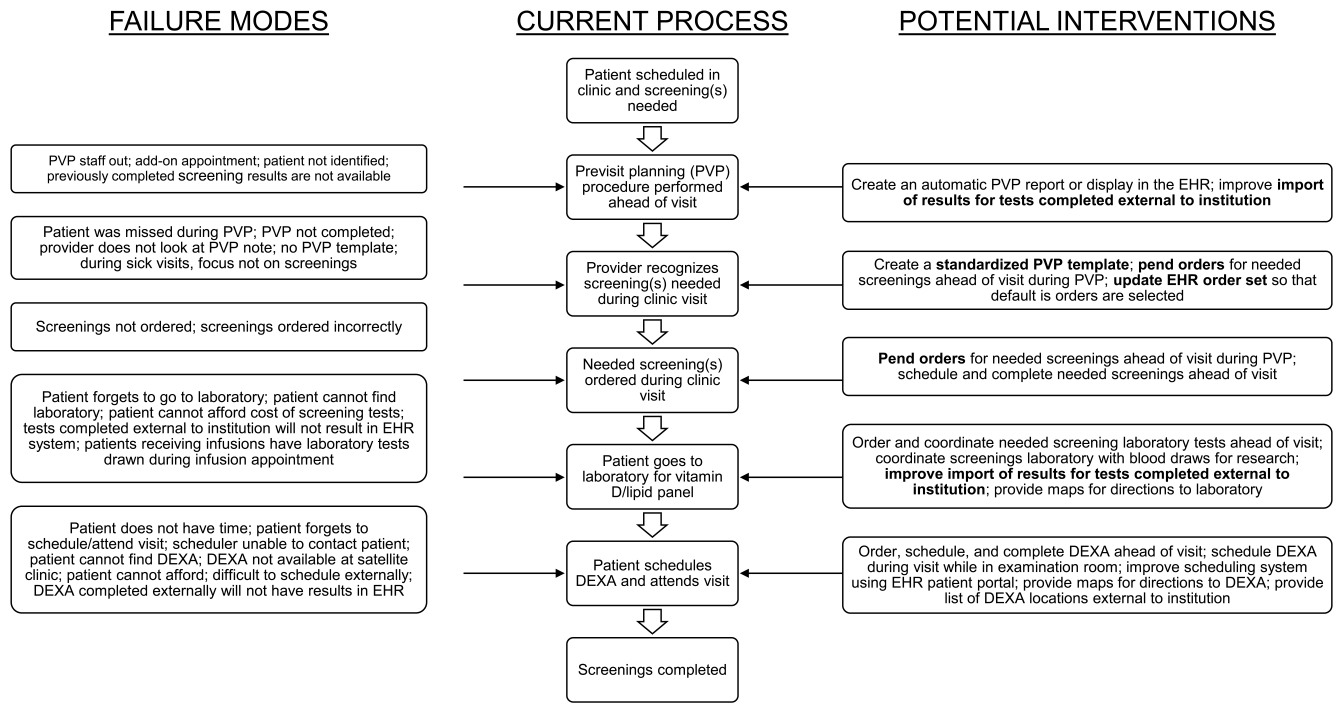 FAILURE MODES
CURRENT PROCESS
POTENTIAL INTERVENTIONS
Patient scheduled in
clinic and screening(s)
needed
PVP staff out; add-on appointment; patient not identified;
previously completed screening results are not available
Previsit planning (PVP)
procedure performed
ahead of visit
Create an automatic PVP report or display in the EHR; improve import
of results for tests completed external to institution
Patient was missed during PVP; PVP not completed;
provider does not look at PVP note; no PVP template;
during sick visits, focus not on screenings
Provider recognizes
screening(s) needed
during clinic visit
Create a standardized PVP template; pend orders for needed
screenings ahead of visit during PVP; update EHR order set so that
default is orders are selected
Screenings not ordered; screenings ordered incorrectly
Needed screening(s)
ordered during clinic
visit
Pend orders for needed screenings ahead of visit during PVP;
schedule and complete needed screenings ahead of visit
Patient forgets to go to laboratory; patient cannot find
laboratory; patient cannot afford cost of screening tests;
tests completed external to institution will not result in EHR
system; patients receiving infusions have laboratory tests
drawn during infusion appointment
Patient goes to
laboratory for vitamin
D/lipid panel
Order and coordinate needed screening laboratory tests ahead of visit;
coordinate screenings laboratory with blood draws for research;
improve import of results for tests completed external to
institution; provide maps for directions to laboratory
Patient does not have time; patient forgets to
schedule/attend visit; scheduler unable to contact patient;
patient cannot find DEXA; DEXA not available at satellite
clinic; patient cannot afford; difficult to schedule externally;
DEXA completed externally will not have results in EHR
Patient schedules
DEXA and attends visit
Order, schedule, and complete DEXA ahead of visit; schedule DEXA
during visit while in examination room; improve scheduling system
using EHR patient portal; provide maps for directions to DEXA; provide
list of DEXA locations external to institution
Screenings completed